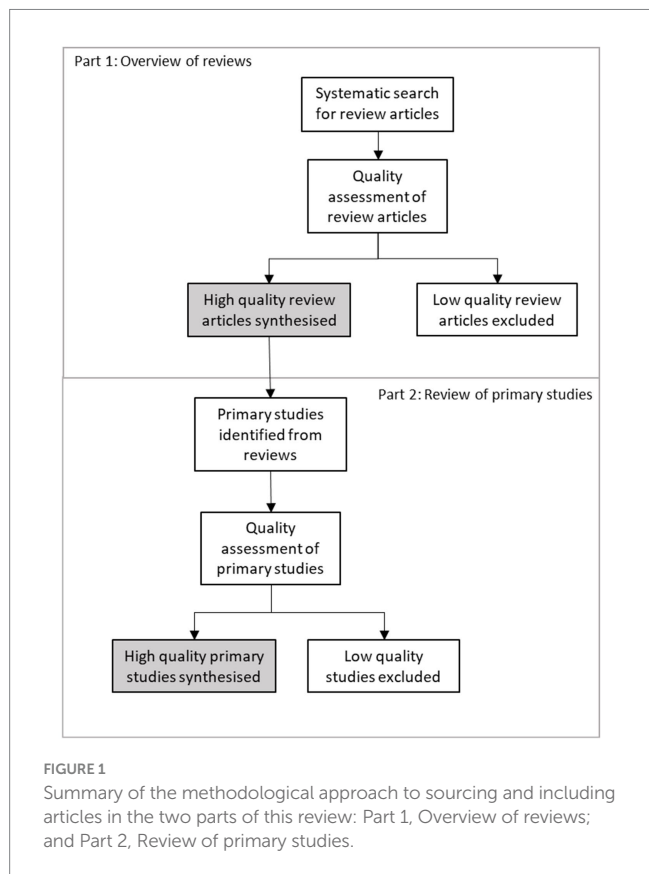 Part 1: Overview of reviews
Systematic search
for review articles
Quality
assessment of
review articles
High quality review
articles synthesised
Low quality review
articles excluded
Part 2: Review of primary studies
Primary studies
identified from
reviews
Quality
assessment of
primary studies
High quality primary
studies synthesised
Low quality
studies excluded
FIGURE 1
Summary of the methodological approach to sourcing and including
articles in the two parts of this review: Part 1, Overview of reviews;
and Part 2, Review of primary studies.